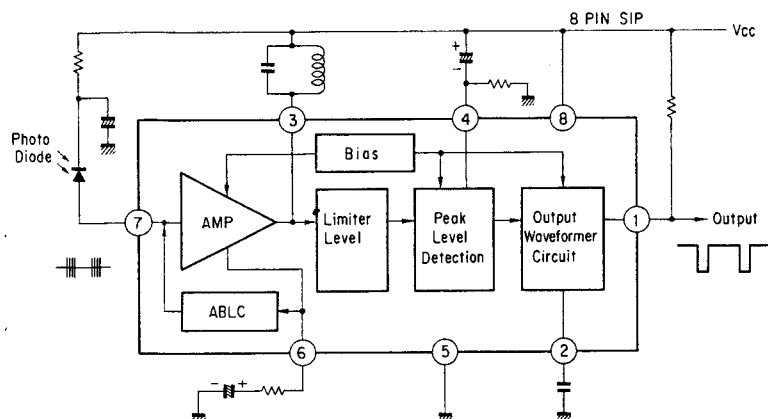 8 PIN SIP
Vcc
+
-
3
4
8
Photo
Diode
Bias
7
AMP
Limiter
Level
Peak
Level
Detection
Output
Waveformer
Circuit
1
Output
ABLC
6
5
2
- +